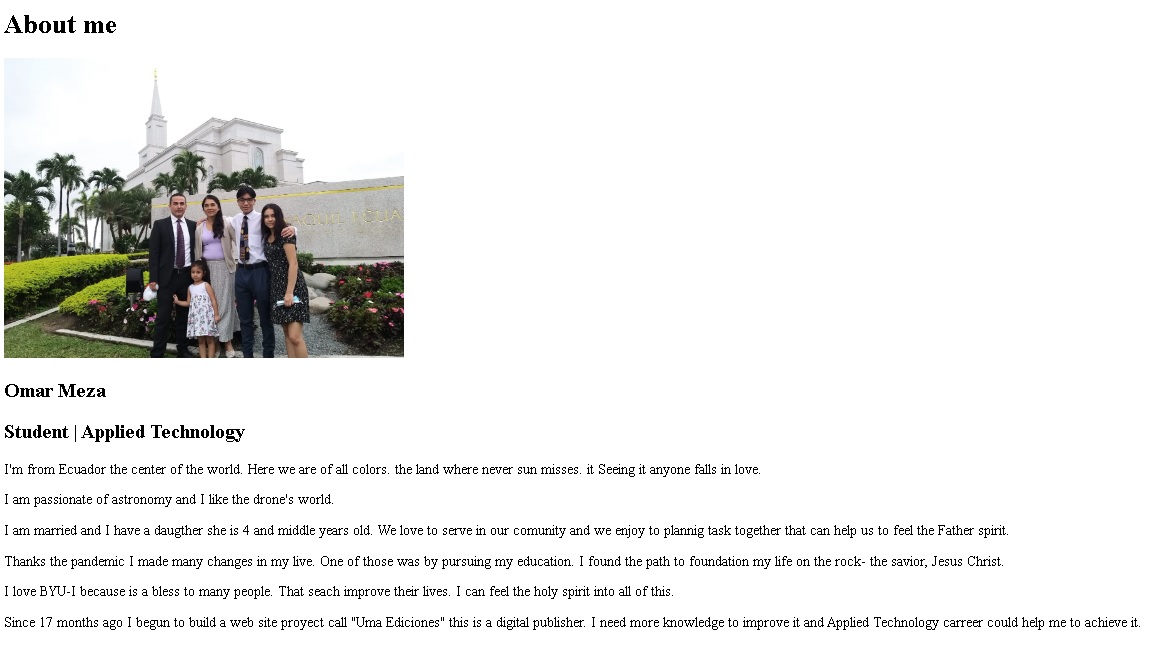 About me
Omar Meza
Student | Applied Technology
I'm from Ecuador the center of the world. Here we are of all colors. the land where never sun misses. it Seeing it anyone falls in love.
I am passionate of astronomy and I like the drone's world.
I am married and I have a daugther she is 4 and middle years old. We love to serve in our comunity and we enjoy to plannig task together that can help us to feel the Father spirit.
Thanks the pandemic I made many changes in my live. One of those was by pursuing my education. I found the path to foundation my life on the rock- the savior, Jesus Christ.
I love BYU-I because is a bless to many people. That seach improve their lives. I can feel the holy spirit into all of this.
Since 17 months ago I begun to build a web site proyect call "Uma Ediciones" this is a digital publisher. I need more knowledge to improve it and Applied Technology carreer could help me to achieve it.